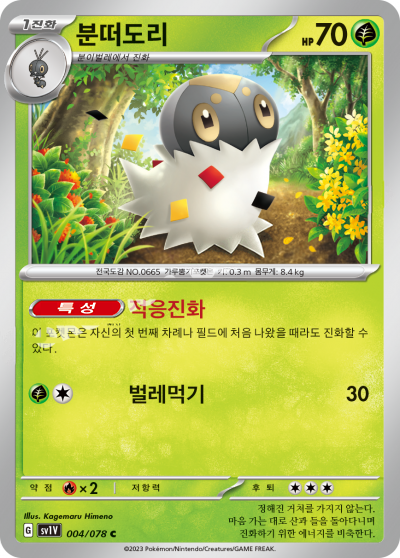 1진화
분떠도리
HP 70
분이벌레에서 진화
전국도감 NO.0665 가루뿜기포켓몬 키: 0.3 m 몸무게: 8.4 kg
특성 적응진화
이 포켓몬은 자신의 첫 번째 차례나 필드에 처음 나왔을 때라도 진화할 수
있다.
벌레먹기 30
약점 ×2 저항력 후퇴
Illus. Kagemaru Himeno
G sv1V 004/078 C
정해진 거처를 가지지 않는다.
마음 가는 대로 산과 들을 돌아다니며
진화하기 위한 에너지를 비축한다.
©2023 Pokémon/Nintendo/Creatures/GAME FREAK.